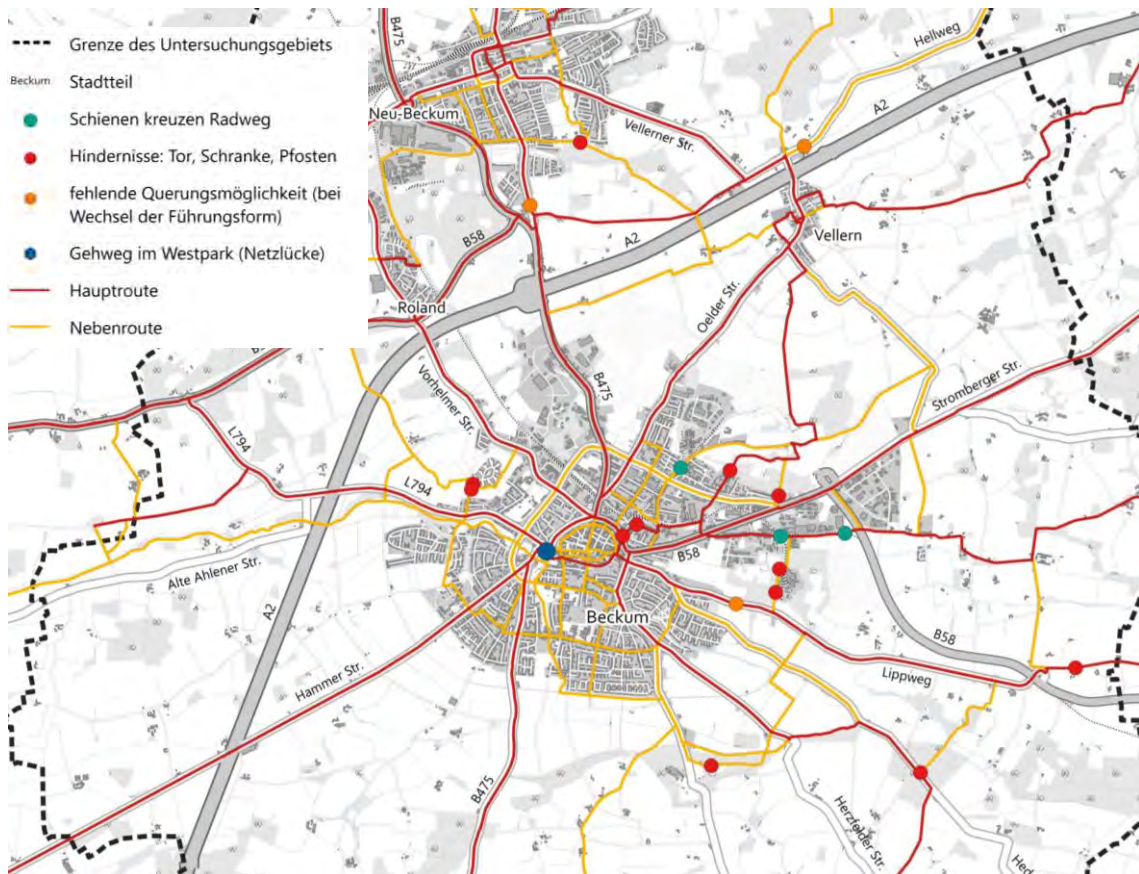 Grenze des Untersuchungsgebiets
Beckum
Stadtteil
Schienen kreuzen Radweg
Hindernisse: Tor, Schranke, Pfosten
fehlende Querungsmöglichkeit (bei
Wechsel der Führungsform)
Gehweg im Westpark (Netzlücke)
Hauptroute
Nebenroute
B475
Hellweg
A2
Neu-Beckum
Vellerner Str.
B58
A2
Vellern
Roland
Oelder Str.
Vorhelmer Str.
B475
Stromberger Str.
L794
L794
Alte Ahlener Str.
A2
B58
Beckum
B58
Lippweg
Hammer Str.
B475
Herzfelder Str.